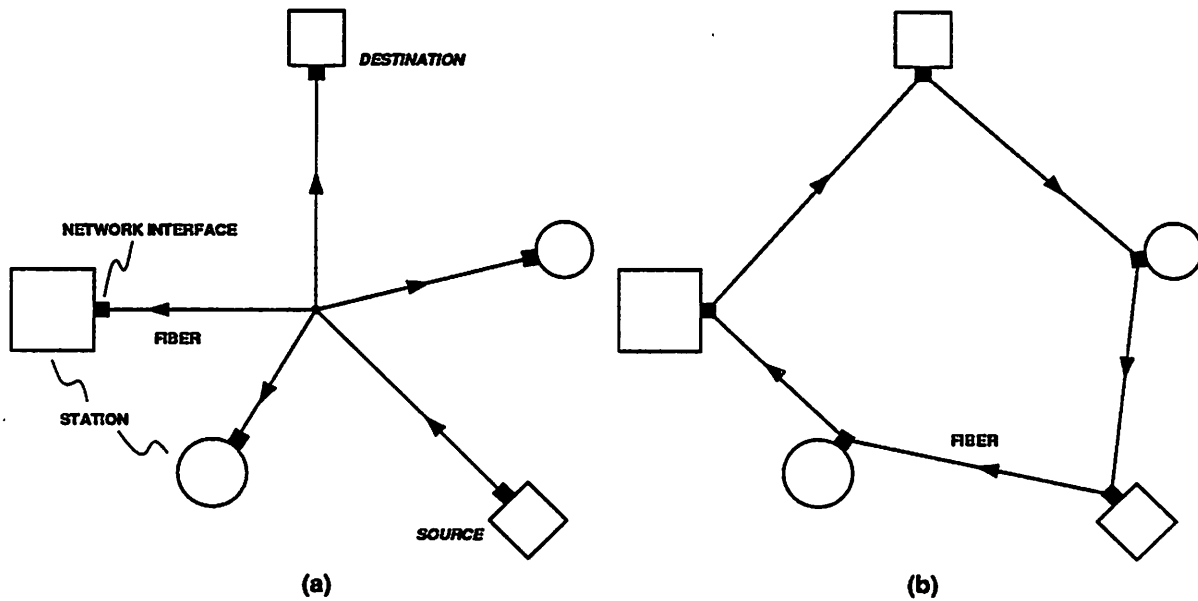 DESTINATION
NETWORK INTERFACE
FIBER
STATION
SOURCE
FIBER
(a)
(b)